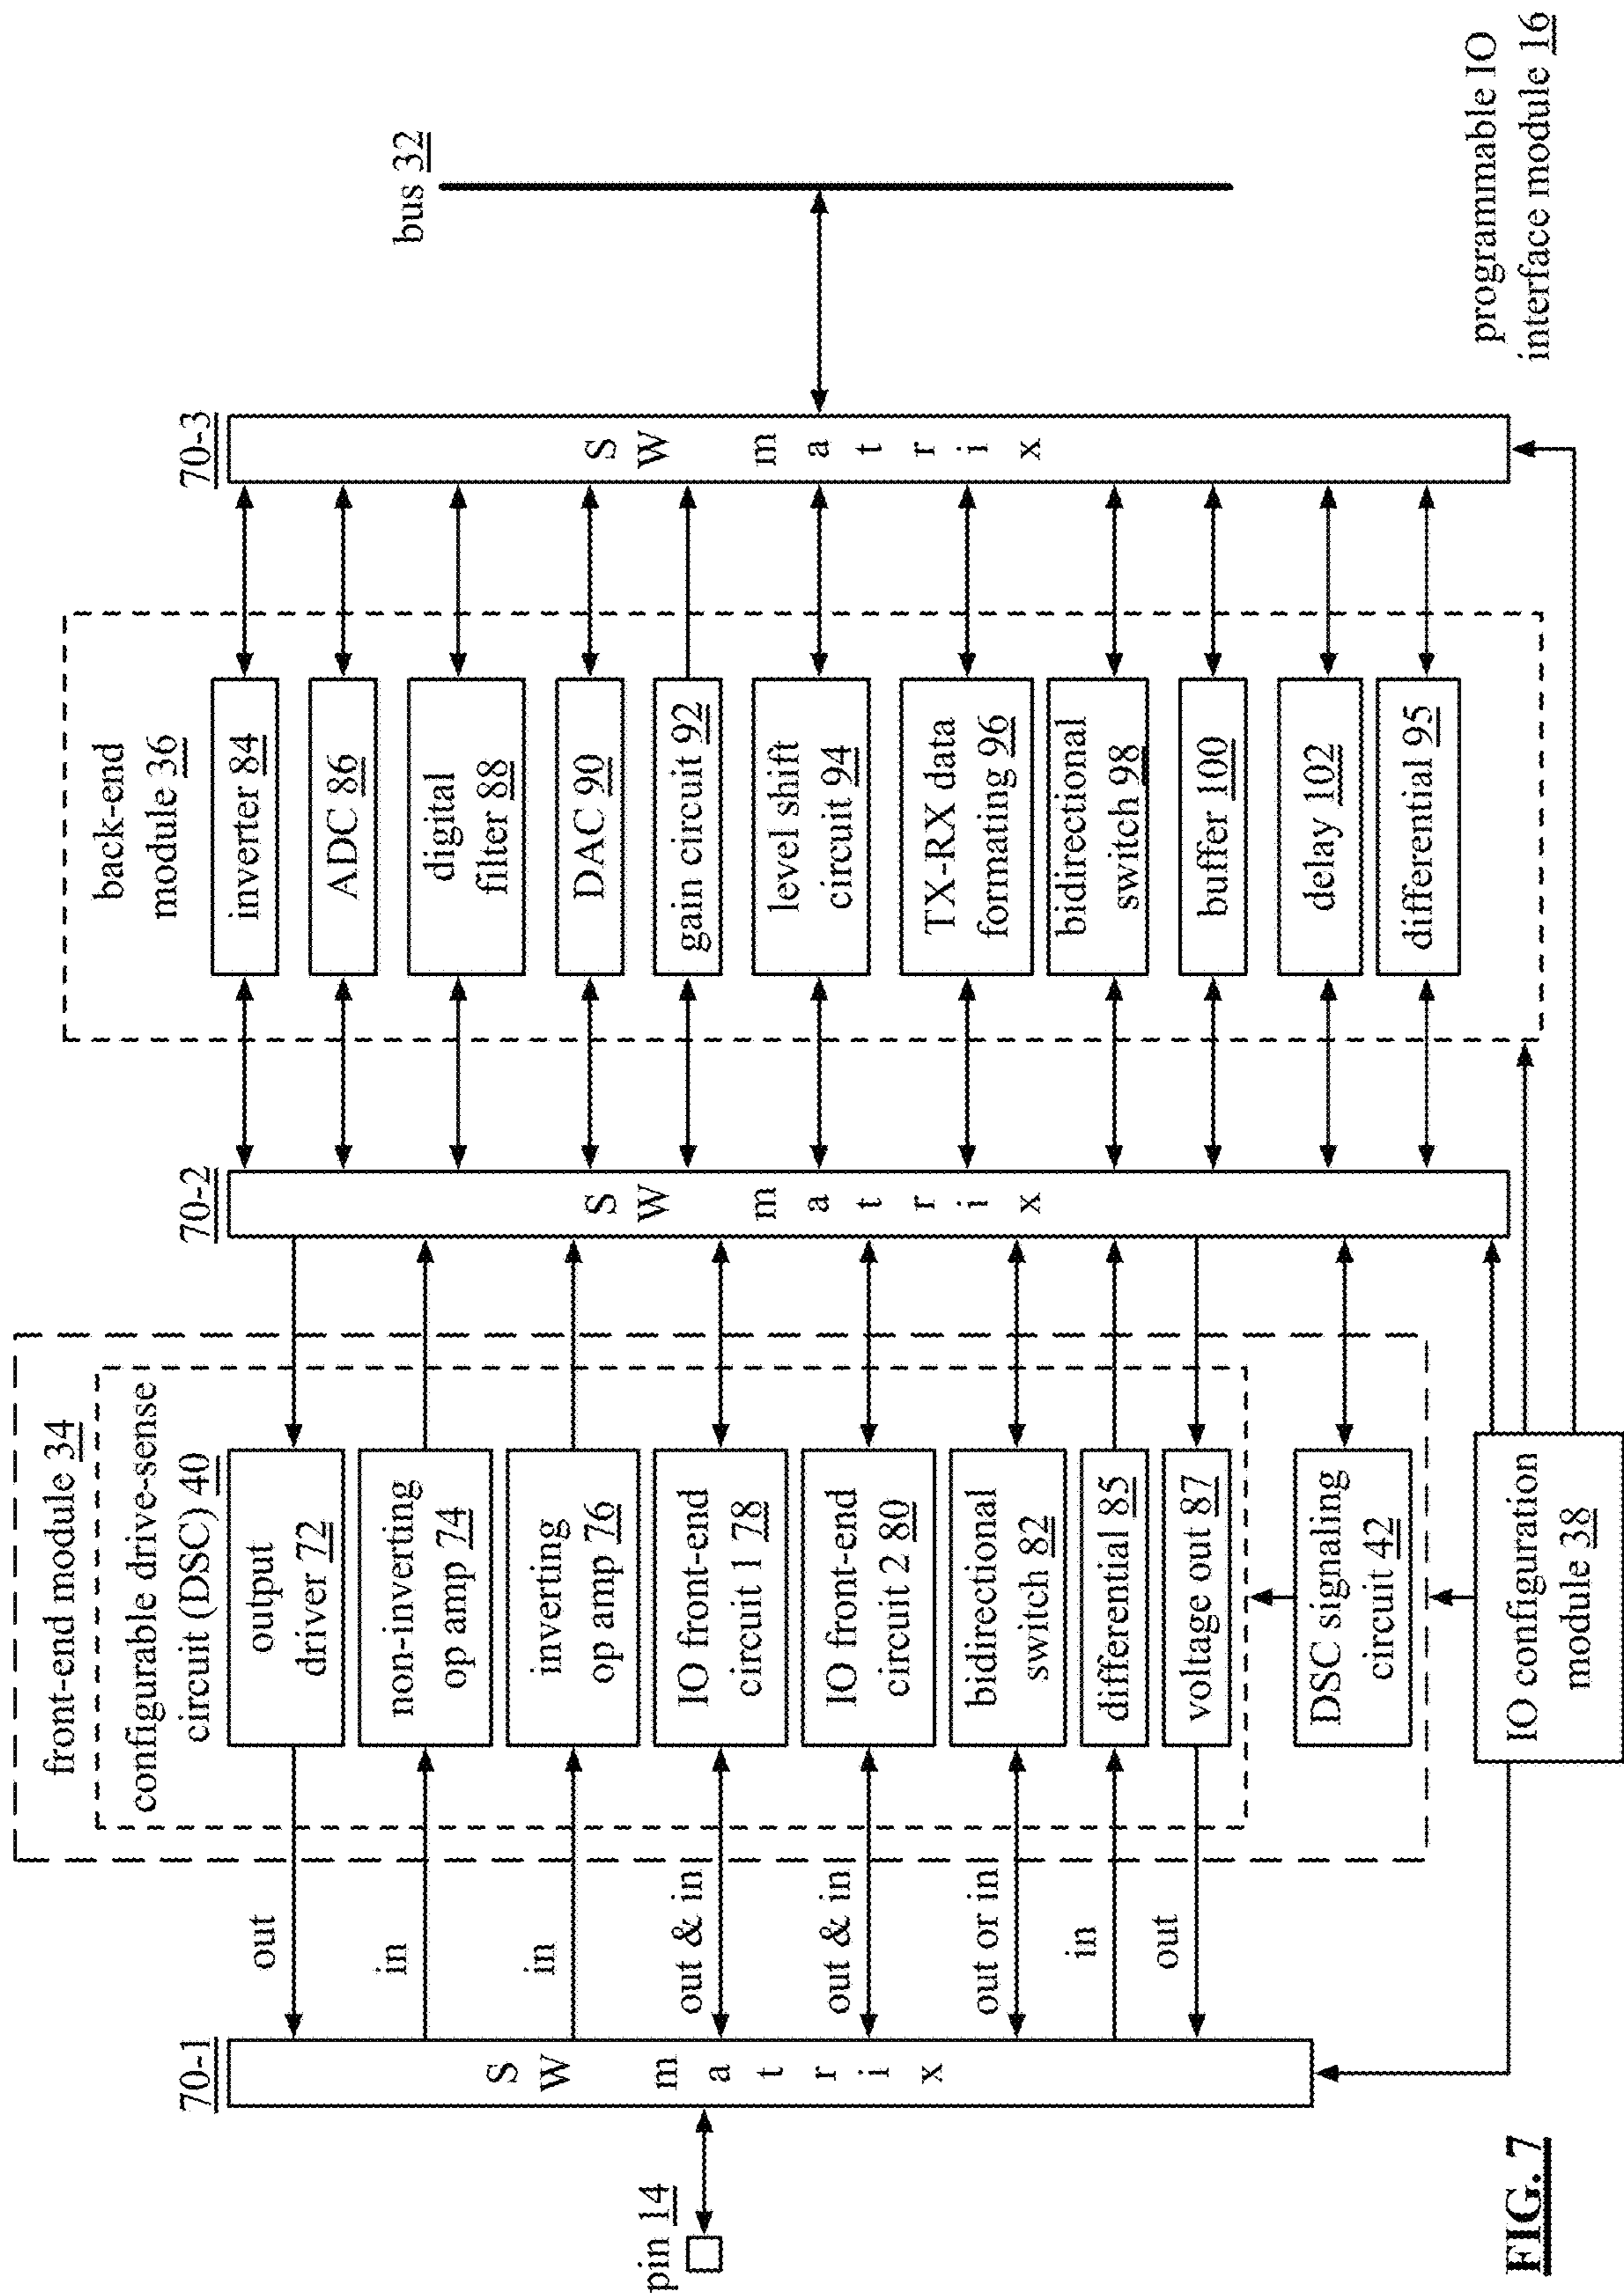 front-end module 34
configurable drive-sense
circuit (DSC) 40
back-end
module 36
bus 32
pin 14
70-1
SW matrix
out
in
in
out & in
out & in
out or in
in
out
output
driver 72
non-inverting
op amp 74
inverting
op amp 76
IO front-end
circuit 1 78
IO front-end
circuit 2 80
bidirectional
switch 82
differential 85
voltage out 87
DSC signaling
circuit 42
IO configuration
module 38
70-2
SW matrix
inverter 84
ADC 86
digital
filter 88
DAC 90
gain circuit 92
level shift
circuit 94
TX-RX data
formating 96
bidirectional
switch 98
buffer 100
delay 102
differential 95
70-3
SW matrix
programmable IO
interface module 16
FIG. 7